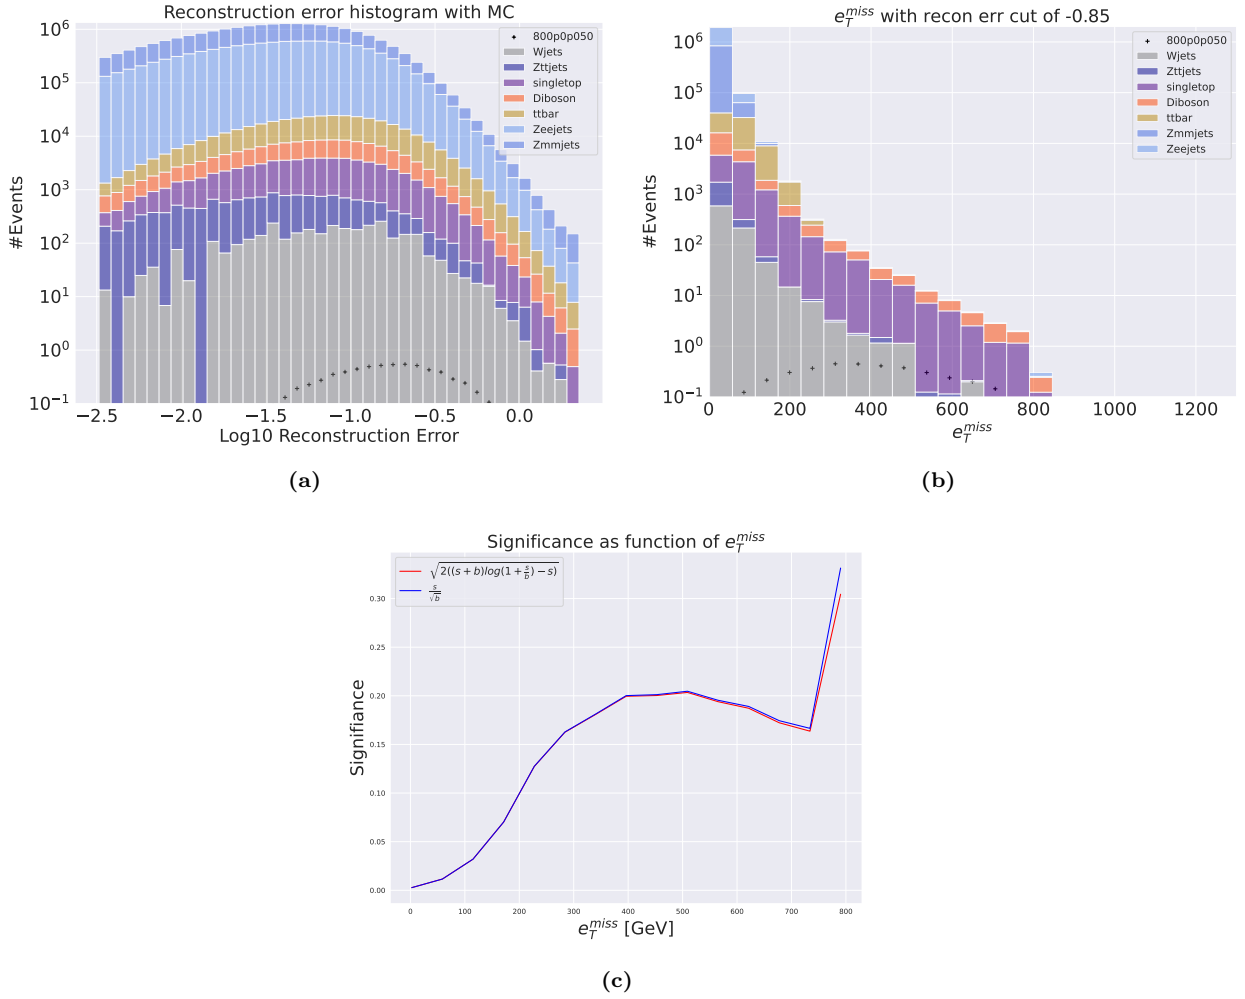 Reconstruction error histogram with MC
10^6
10^5
10^4
10^3
10^2
10^1
10^0
10^−1
#Events
800p0p050
Wjets
Zttjets
singletop
Diboson
ttbar
Zeejets
Zmmjets
−2.5 −2.0 −1.5 −1.0 −0.5 0.0
Log10 Reconstruction Error
(a)
e_T^miss with recon err cut of -0.85
10^6
10^5
10^4
10^3
10^2
10^1
10^0
10^−1
#Events
800p0p050
Wjets
Zttjets
singletop
Diboson
ttbar
Zmmjets
Zeejets
0 200 400 600 800 1000 1200
e_T^miss
(b)
Significance as function of e_T^miss
√2((s + b)log(1 + s/b) − s)
s/√b
0.30
0.25
0.20
0.15
0.10
0.05
0.00
Signifiance
0 100 200 300 400 500 600 700 800
e_T^miss [GeV]
(c)